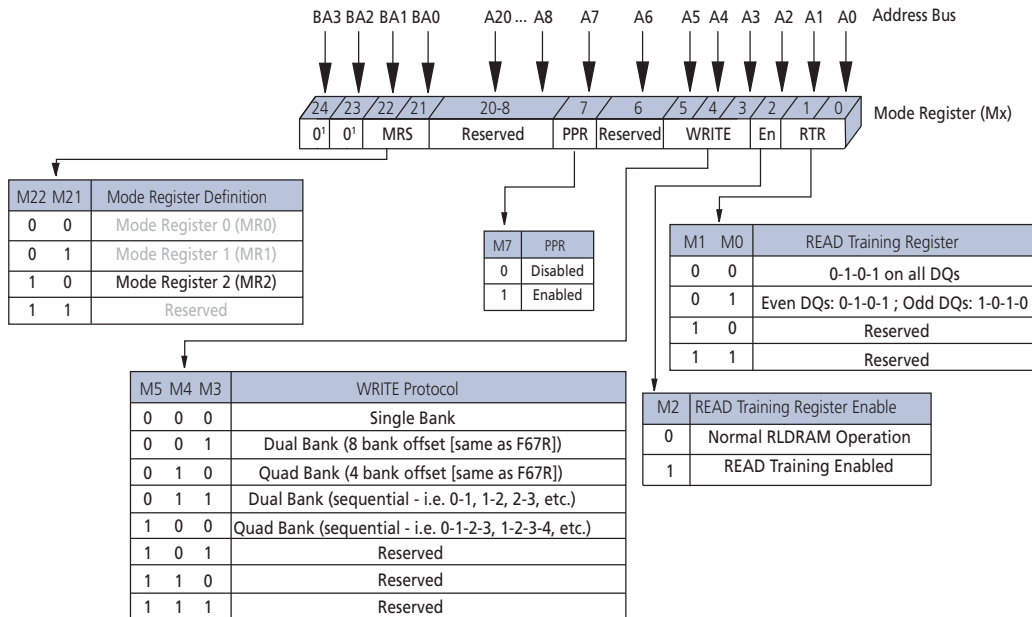 BA3 BA2 BA1 BA0 A20 ... A8 A7 A6 A5 A4 A3 A2 A1 A0 Address Bus
24 23 22 21 20-8 7 6 5 4 3 2 1 0 Mode Register (Mx)
0¹ 0¹ MRS Reserved PPR Reserved WRITE En RTR
M22 M21 Mode Register Definition
0 0 Mode Register 0 (MR0)
0 1 Mode Register 1 (MR1)
1 0 Mode Register 2 (MR2)
1 1 Reserved
M7 PPR
0 Disabled
1 Enabled
M1 M0 READ Training Register
0 0 0-1-0-1 on all DQs
0 1 Even DQs: 0-1-0-1 ; Odd DQs: 1-0-1-0
1 0 Reserved
1 1 Reserved
M5 M4 M3 WRITE Protocol
0 0 0 Single Bank
0 0 1 Dual Bank (8 bank offset [same as F67R])
0 1 0 Quad Bank (4 bank offset [same as F67R])
0 1 1 Dual Bank (sequential - i.e. 0-1, 1-2, 2-3, etc.)
1 0 0 Quad Bank (sequential - i.e. 0-1-2-3, 1-2-3-4, etc.)
1 0 1 Reserved
1 1 0 Reserved
1 1 1 Reserved
M2 READ Training Register Enable
0 Normal RLDRAM Operation
1 READ Training Enabled